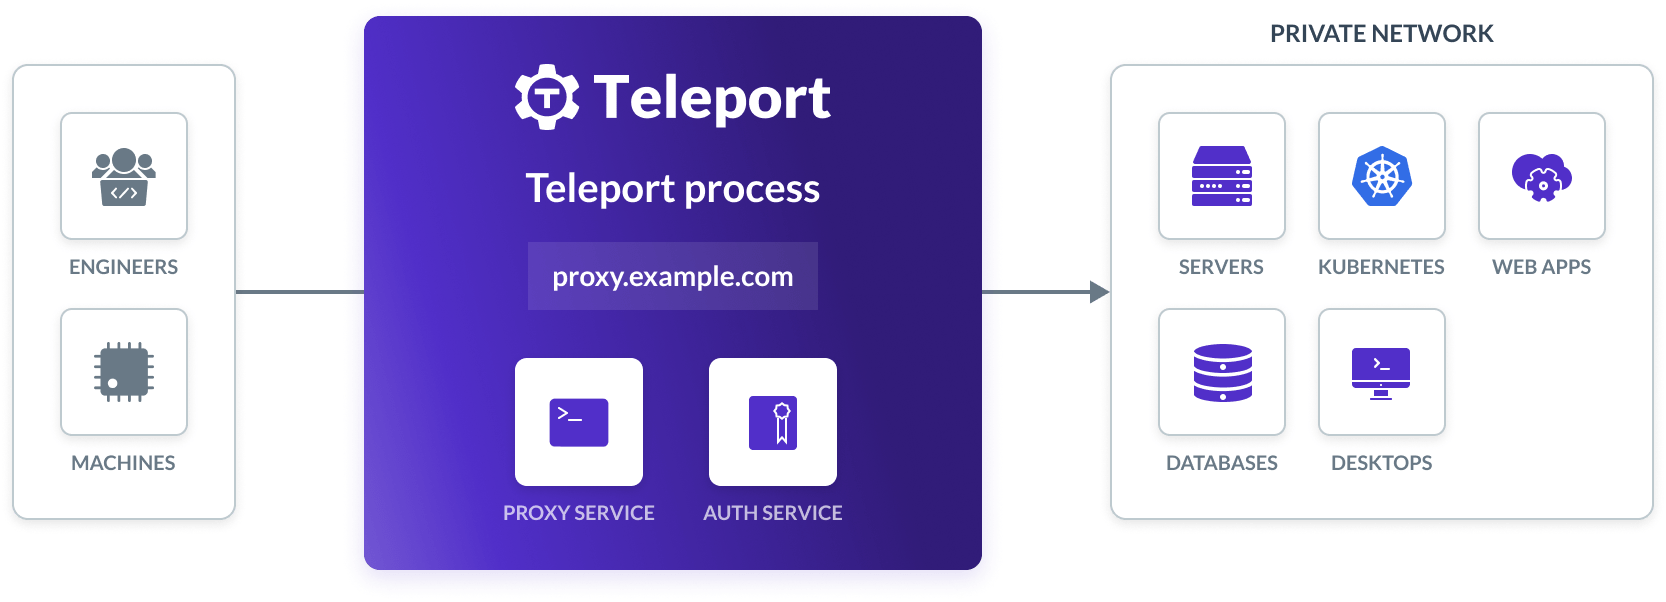 ENGINEERS
MACHINES
Teleport
Teleport process
proxy.example.com
>_
PROXY SERVICE
AUTH SERVICE
PRIVATE NETWORK
SERVERS
KUBERNETES
WEB APPS
DATABASES
>_
DESKTOPS